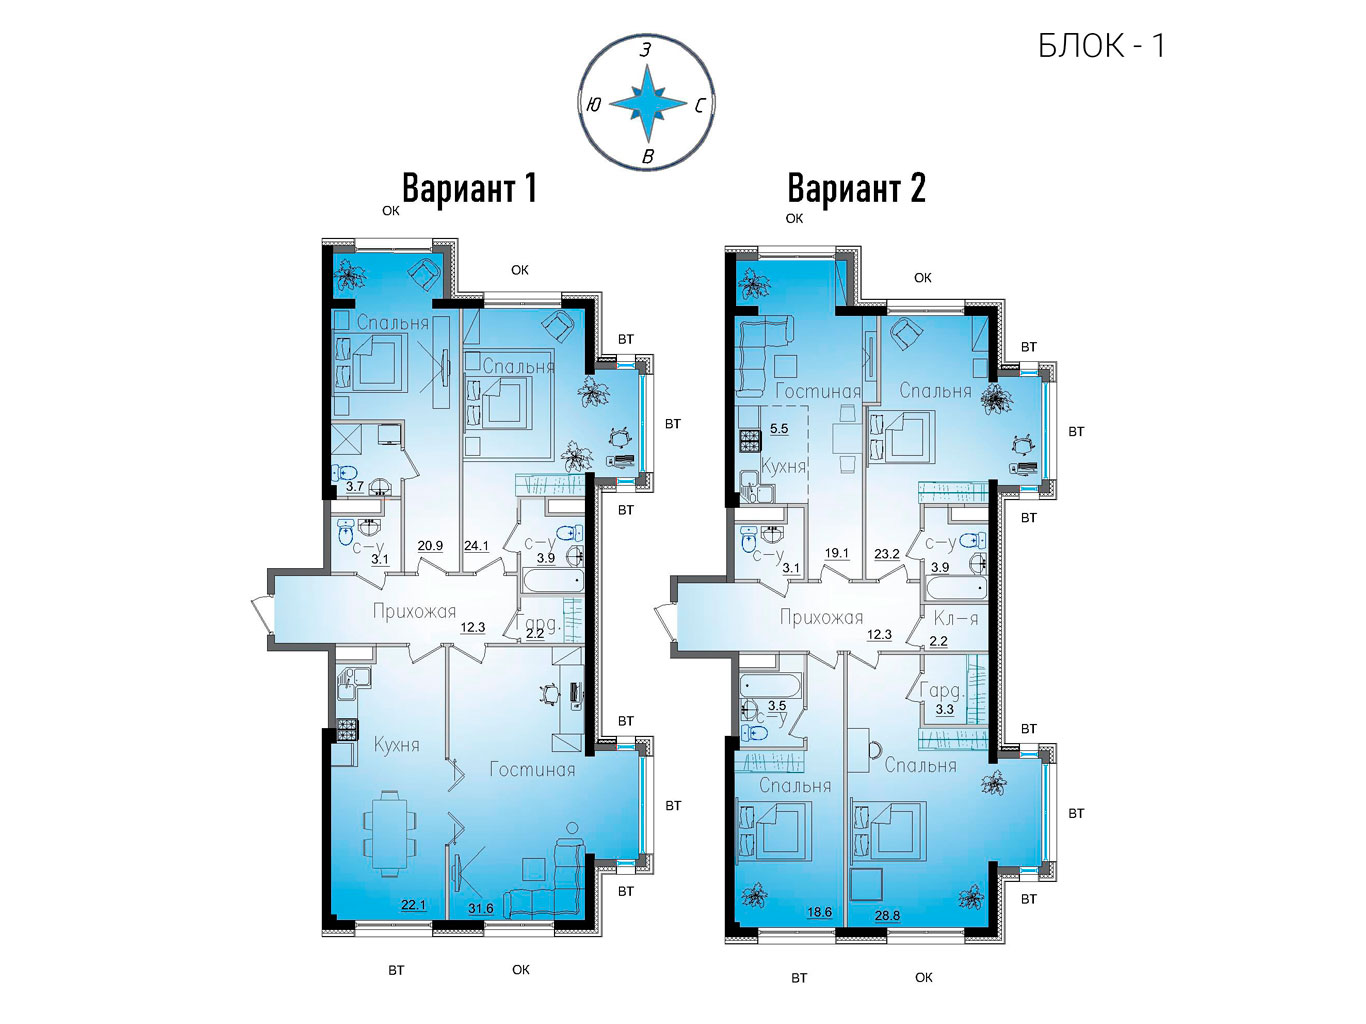 БЛОК - 1
З
Ю
С
В
Вариант 1
ОК
ОК
Спальня
ВТ
Спальня
ВТ
3.7
ВТ
с-у
3.1
20.9
24.1
с-у
3.9
Прихожая
12.3
Гард.
2.2
ВТ
Кухня
Гостиная
ВТ
ВТ
22.1
31.6
ВТ
ОК
Вариант 2
ОК
ОК
ВТ
Гостиная
Спальня
5.5
ВТ
Кухня
ВТ
с-у
3.1
19.1
23.2
с-у
3.9
Прихожая
12.3
Кл-я
2.2
Гард.
3.3
3.5
с-у
ВТ
Спальня
Спальня
ВТ
ВТ
18.6
28.8
ВТ
ОК